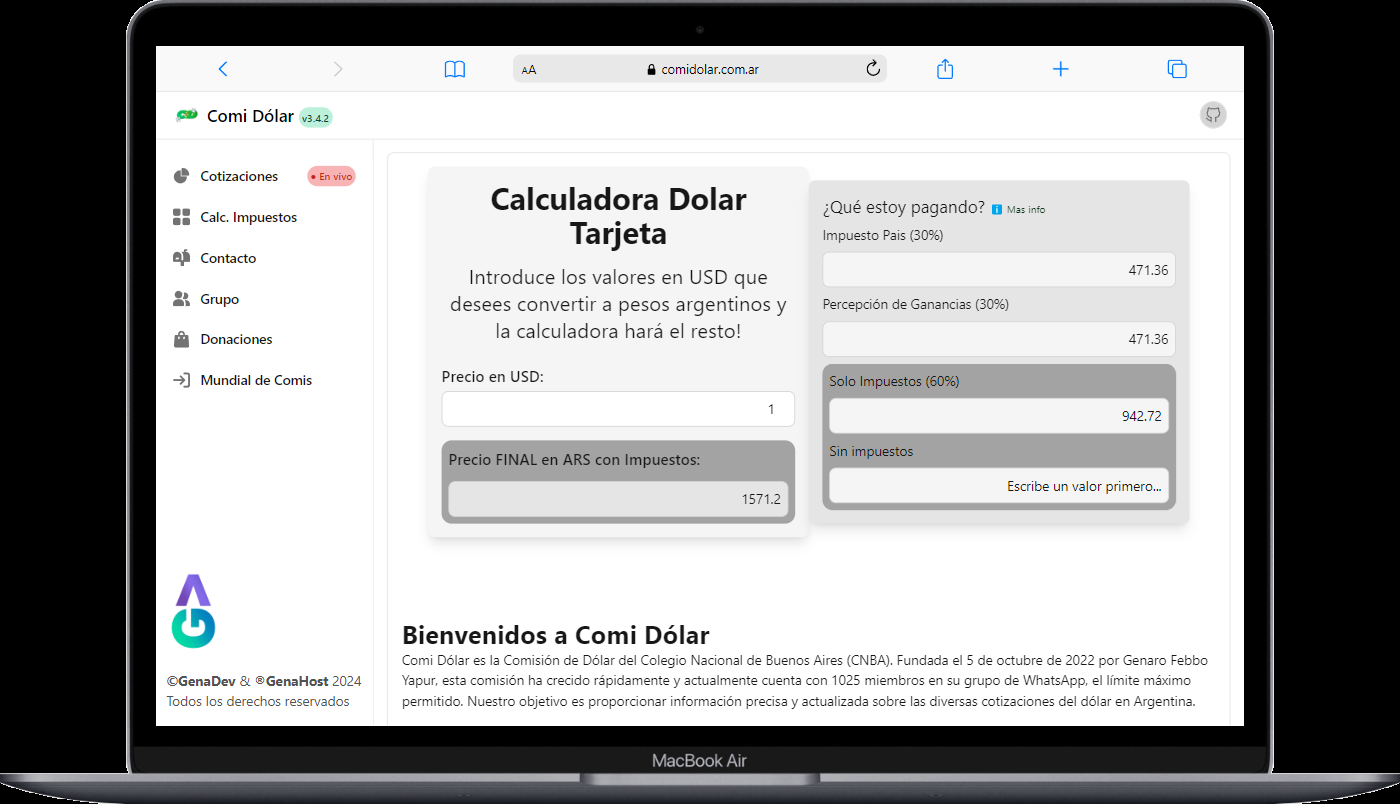 AA
comidolar.com.ar
Comi Dólar v3.4.2
Cotizaciones
• En vivo
Calc. Impuestos
Contacto
Grupo
Donaciones
Mundial de Comis
©GenaDev & ®GenaHost 2024
Todos los derechos reservados
Calculadora Dolar
Tarjeta
Introduce los valores en USD que
desees convertir a pesos argentinos y
la calculadora hará el resto!
Precio en USD:
1
Precio FINAL en ARS con Impuestos:
1571.2
¿Qué estoy pagando? i Mas info
Impuesto Pais (30%)
471.36
Percepción de Ganancias (30%)
471.36
Solo Impuestos (60%)
942.72
Sin impuestos
Escribe un valor primero...
Bienvenidos a Comi Dólar
Comi Dólar es la Comisión de Dólar del Colegio Nacional de Buenos Aires (CNBA). Fundada el 5 de octubre de 2022 por Genaro Febbo
Yapur, esta comisión ha crecido rápidamente y actualmente cuenta con 1025 miembros en su grupo de WhatsApp, el límite máximo
permitido. Nuestro objetivo es proporcionar información precisa y actualizada sobre las diversas cotizaciones del dólar en Argentina.
MacBook Air